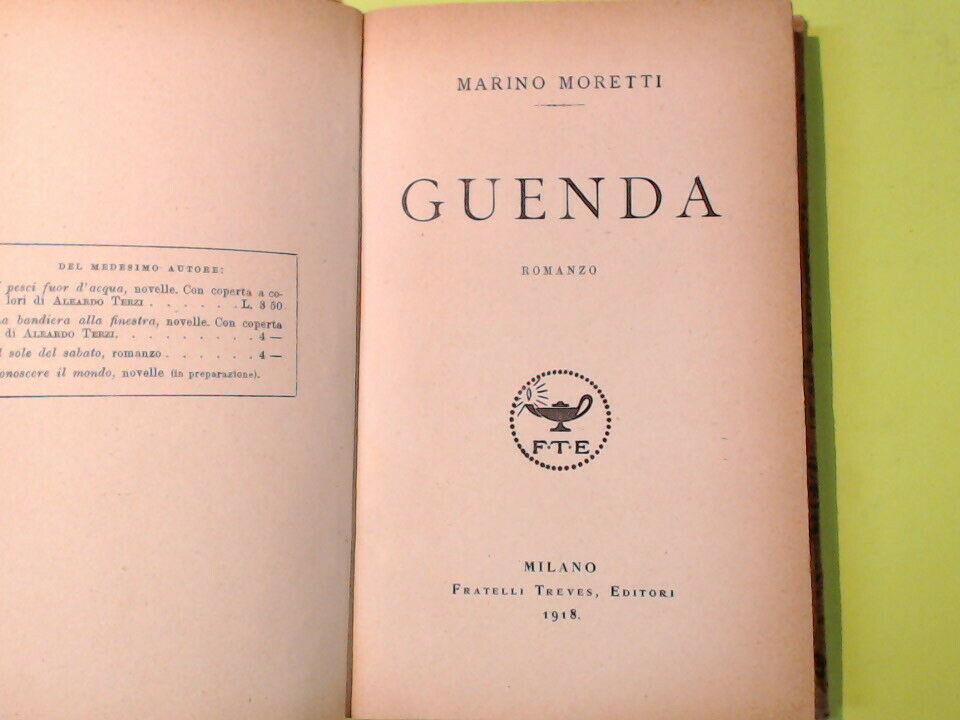 DEL MEDESIMO AUTORE:
pesci fuor d'acqua, novelle. Con coperta a co-
lori di ALEARDO TERZI . . . . . . L. 3 50
bandiera alla finestra, novelle. Con coperta
di ALEARDO TERZI. . . . . . . . 4 —
sole del sabato, romanzo . . . . . . 4 —
onoscere il mondo, novelle (in preparazione).
MARINO MORETTI
GUENDA
ROMANZO
F·T·E
MILANO
FRATELLI TREVES, EDITORI
1918.